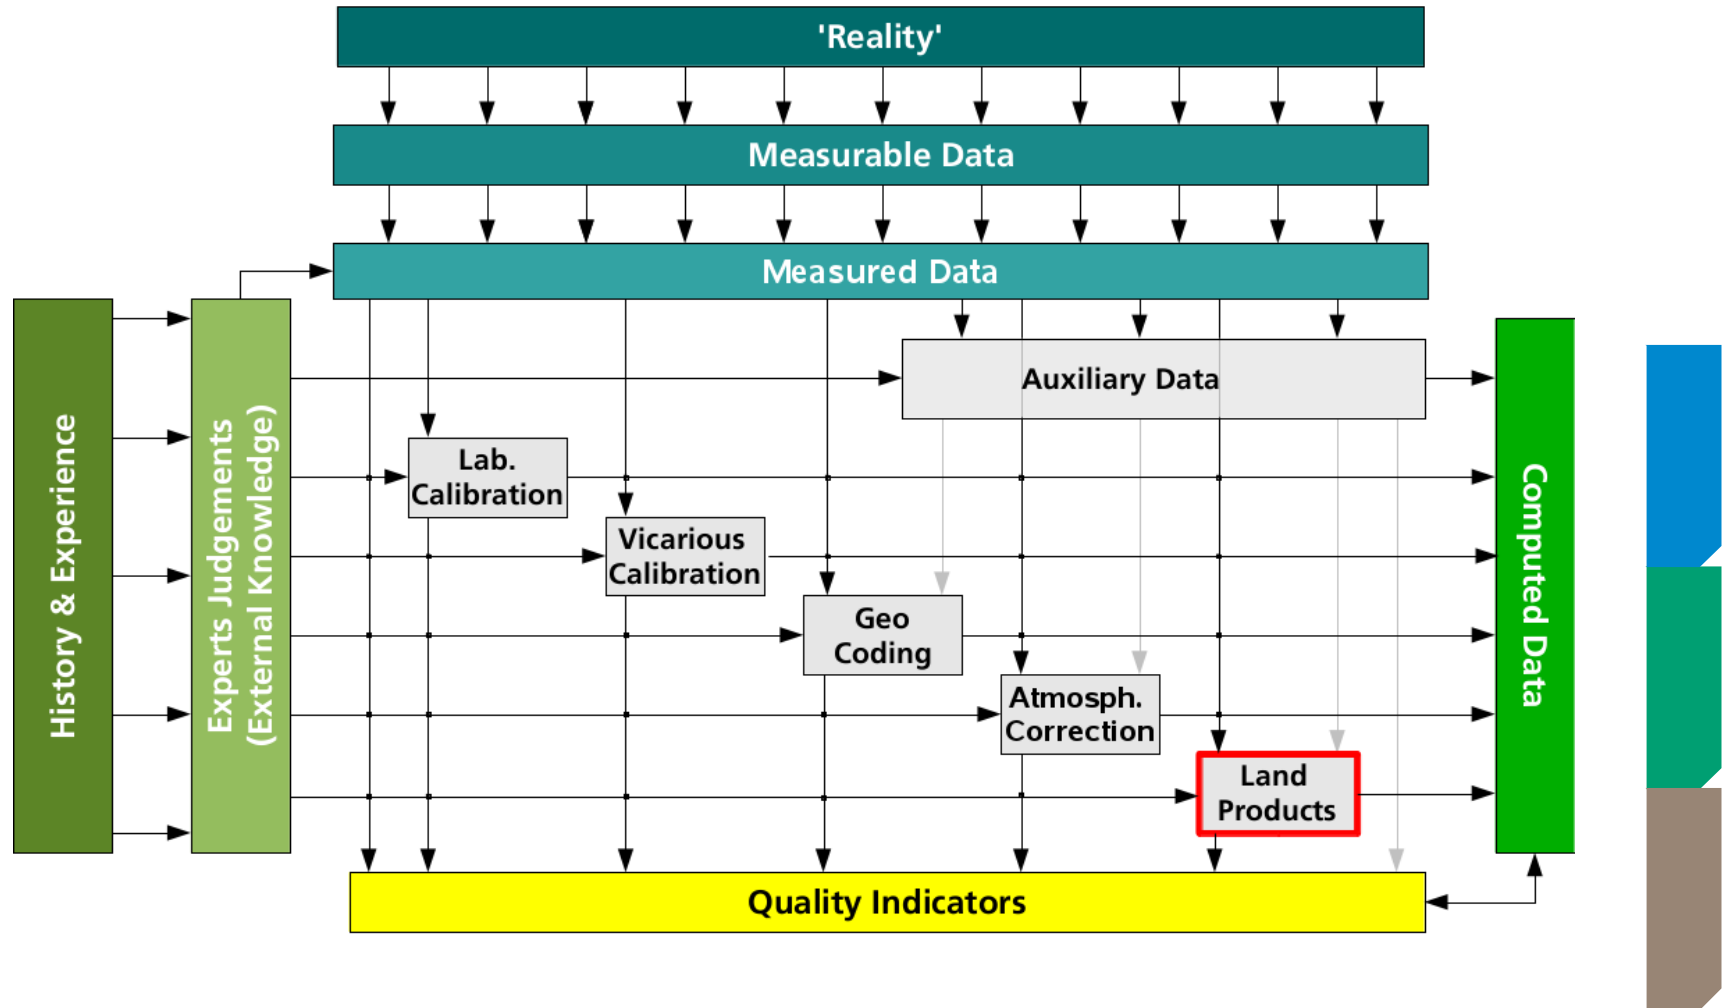 'Reality'
Measurable Data
Measured Data
History & Experience
Experts Judgements
(External Knowledge)
Auxiliary Data
Lab.
Calibration
Vicarious
Calibration
Geo
Coding
Atmosph.
Correction
Land
Products
Computed Data
Quality Indicators